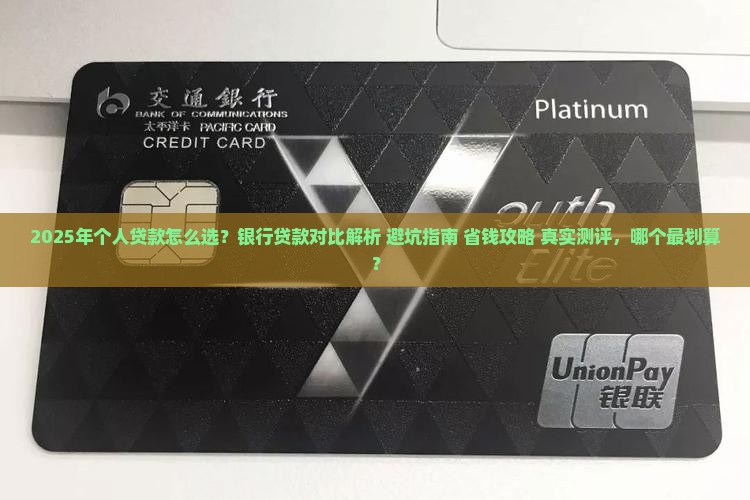 交通銀行
BANK OF COMMUNICATIONS
太平洋卡 PACIFIC CARD
CREDIT CARD
Platinum
outh
2025年个人贷款怎么选？银行贷款对比解析 避坑指南 省钱攻略 真实测评，哪个最划算
？
Elite
UnionPay
银联